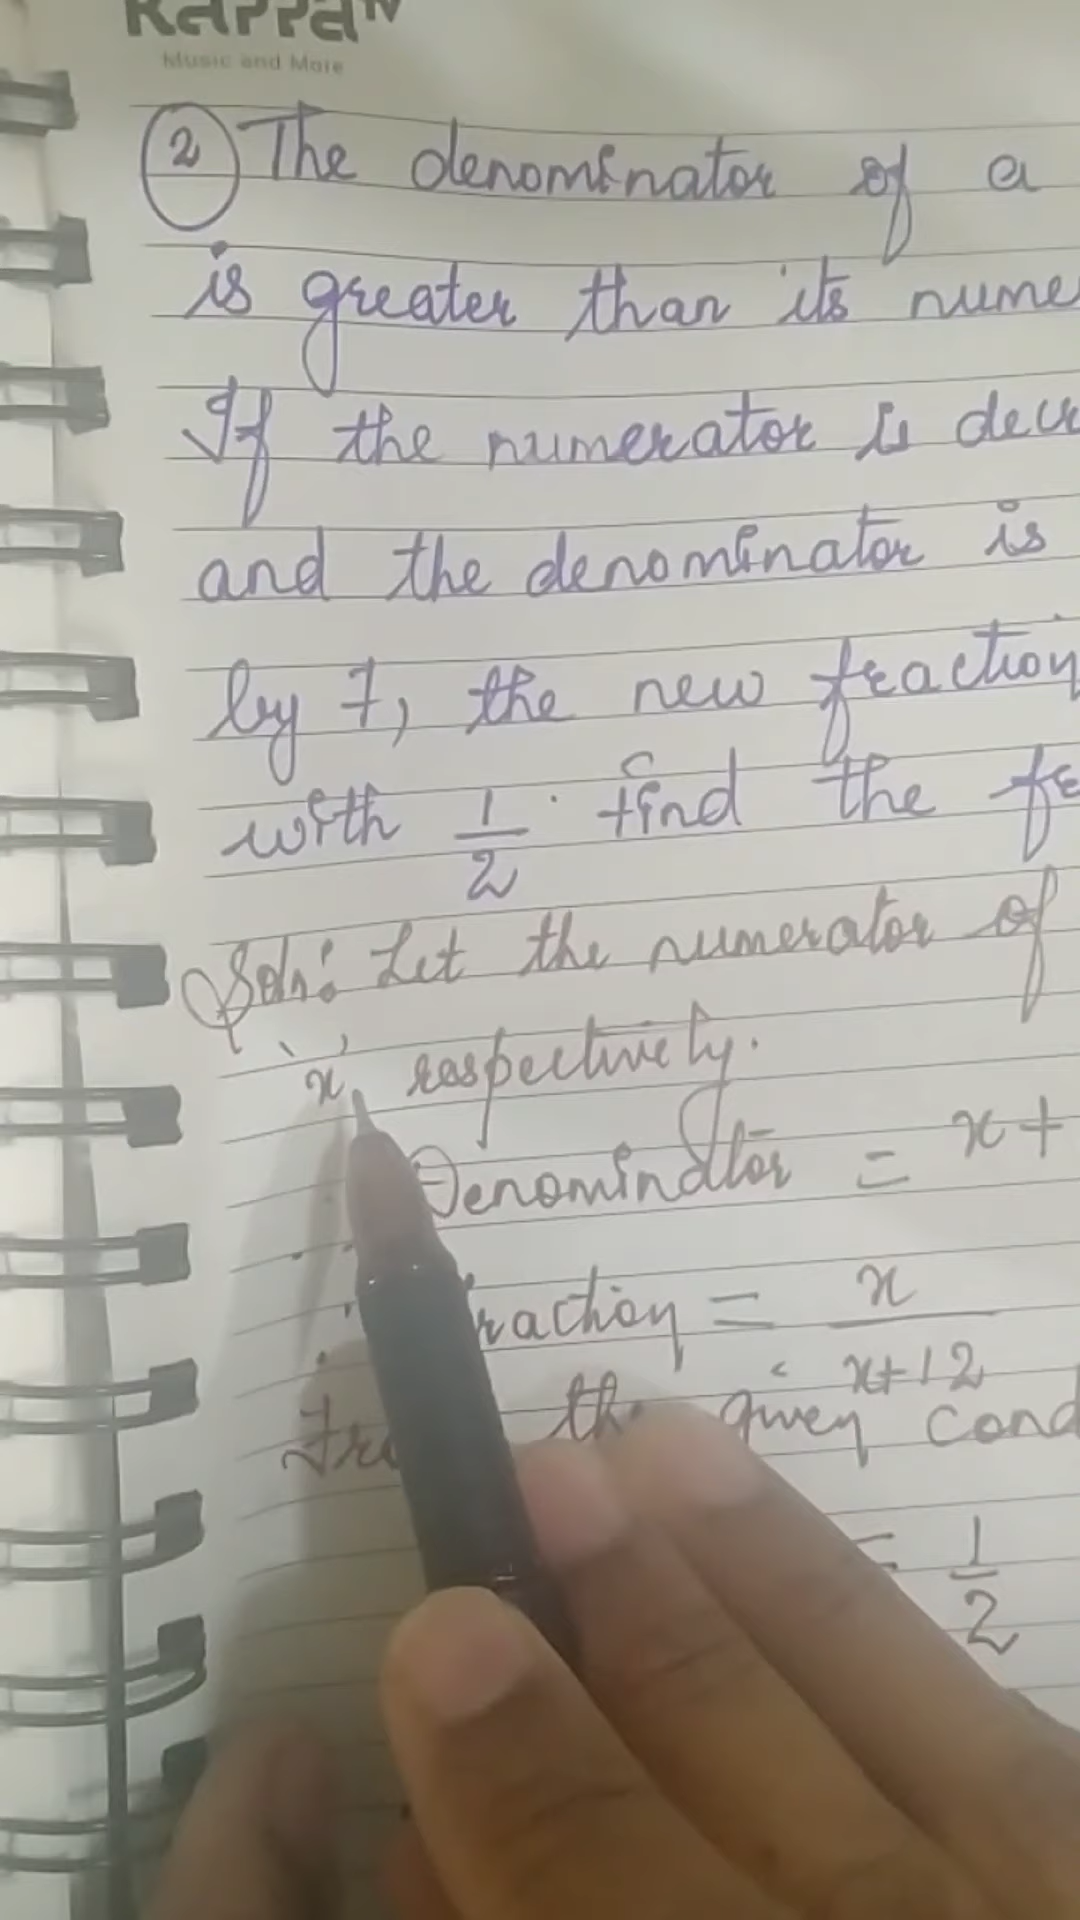 Music and More
2 The denominator of a
is greater than its nume
If the numerator is dec
and the denominator is
by 7, the new fraction
with 1/2. find the
Soln: Let the numerator of
'x' respectively.
Denominator = x+
raction = x/x+12
the given cond
= 1/2